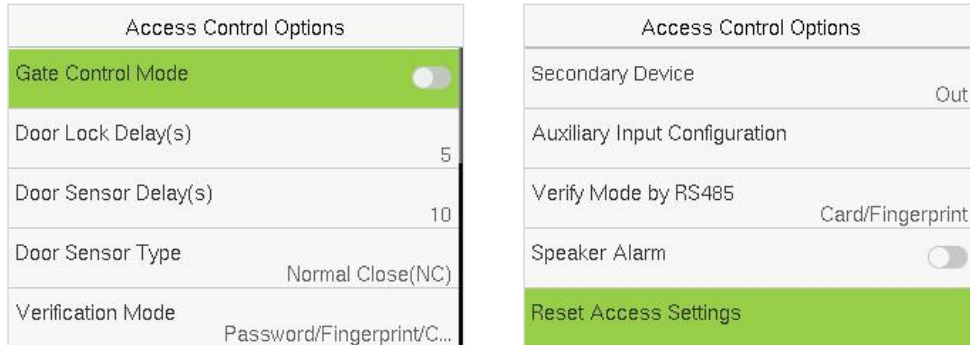 Access Control Options
Gate Control Mode
Door Lock Delay(s)
5
Door Sensor Delay(s)
10
Door Sensor Type
Normal Close(NC)
Verification Mode
Password/Fingerprint/C...
Access Control Options
Secondary Device
Out
Auxiliary Input Configuration
Verify Mode by RS485
Card/Fingerprint
Speaker Alarm
Reset Access Settings